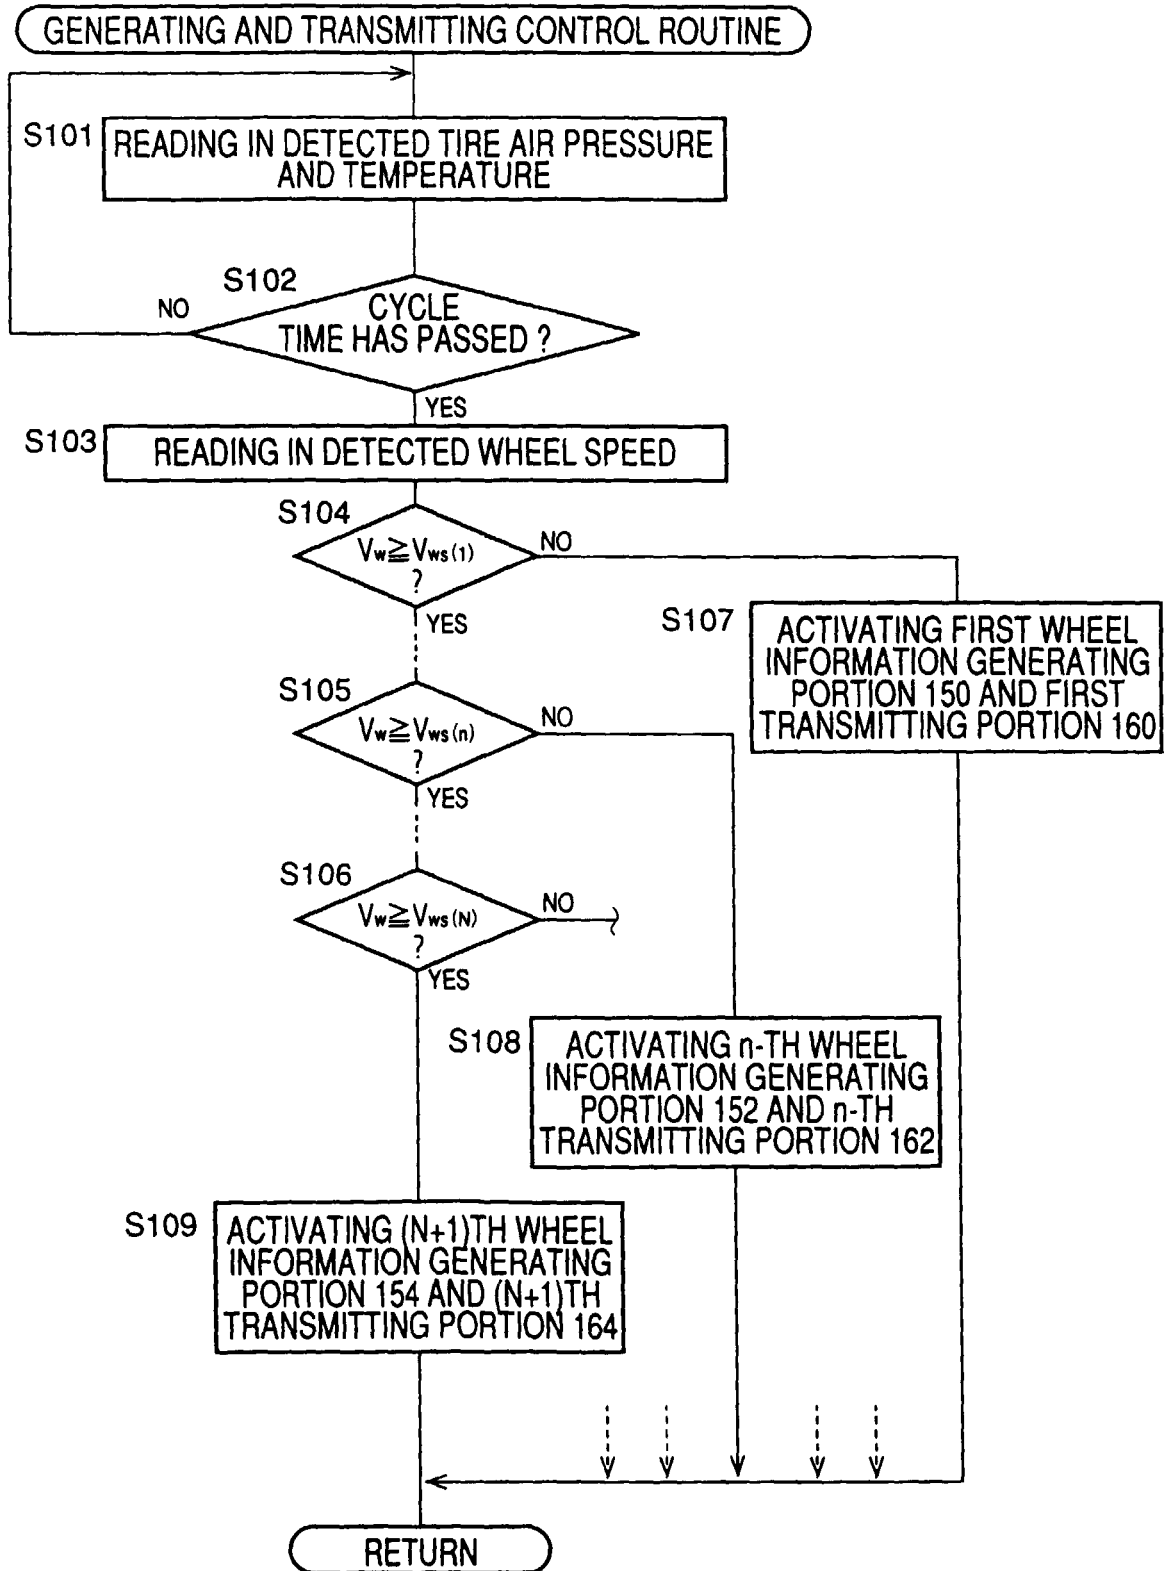 GENERATING AND TRANSMITTING CONTROL ROUTINE
S101
READING IN DETECTED TIRE AIR PRESSURE
AND TEMPERATURE
S102
NO
CYCLE
TIME HAS PASSED ?
YES
S103
READING IN DETECTED WHEEL SPEED
S104
Vw≧Vws(1)
?
NO
YES
S107
ACTIVATING FIRST WHEEL
INFORMATION GENERATING
PORTION 150 AND FIRST
TRANSMITTING PORTION 160
S105
Vw≧Vws(n)
?
NO
YES
S106
Vw≧Vws(N)
?
NO
YES
S108
ACTIVATING n-TH WHEEL
INFORMATION GENERATING
PORTION 152 AND n-TH
TRANSMITTING PORTION 162
S109
ACTIVATING (N+1)TH WHEEL
INFORMATION GENERATING
PORTION 154 AND (N+1)TH
TRANSMITTING PORTION 164
RETURN